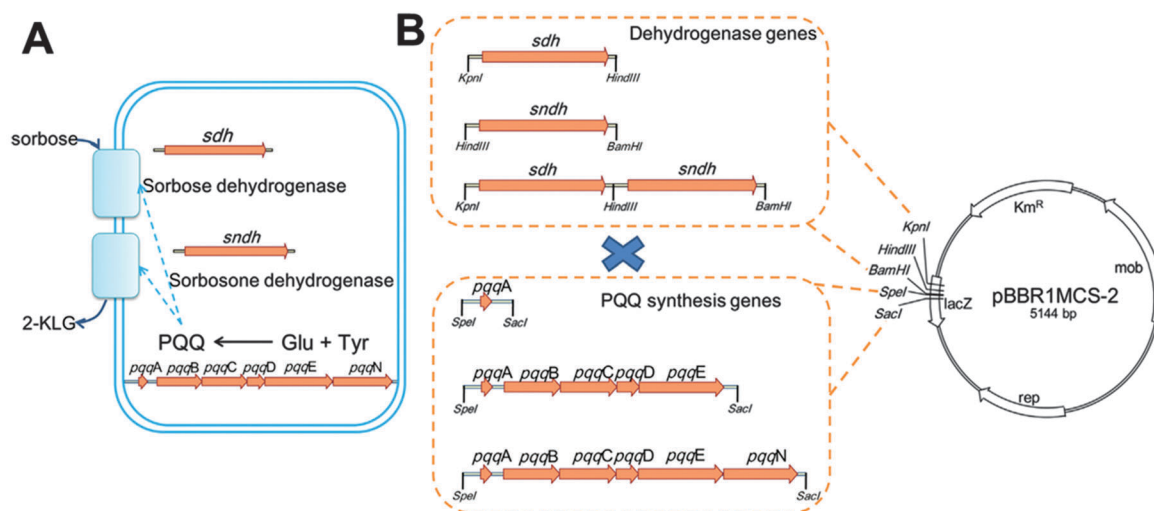 A
sorbose
sdh
Sorbose dehydrogenase
sndh
Sorbosone dehydrogenase
2-KLG
PQQ
Glu + Tyr
pqqA pqqB pqqC pqqD pqqE pqqN
B
Dehydrogenase genes
sdh
KpnI HindIII
sndh
HindIII BamHI
sdh sndh
KpnI HindIII BamHI
PQQ synthesis genes
pqqA
SpeI SacI
pqqA pqqB pqqC pqqD pqqE
SpeI SacI
pqqA pqqB pqqC pqqD pqqE pqqN
SpeI SacI
KmR
KpnI
HindIII
BamHI
SpeI
SacI
lacZ
mob
pBBR1MCS-2
5144 bp
rep